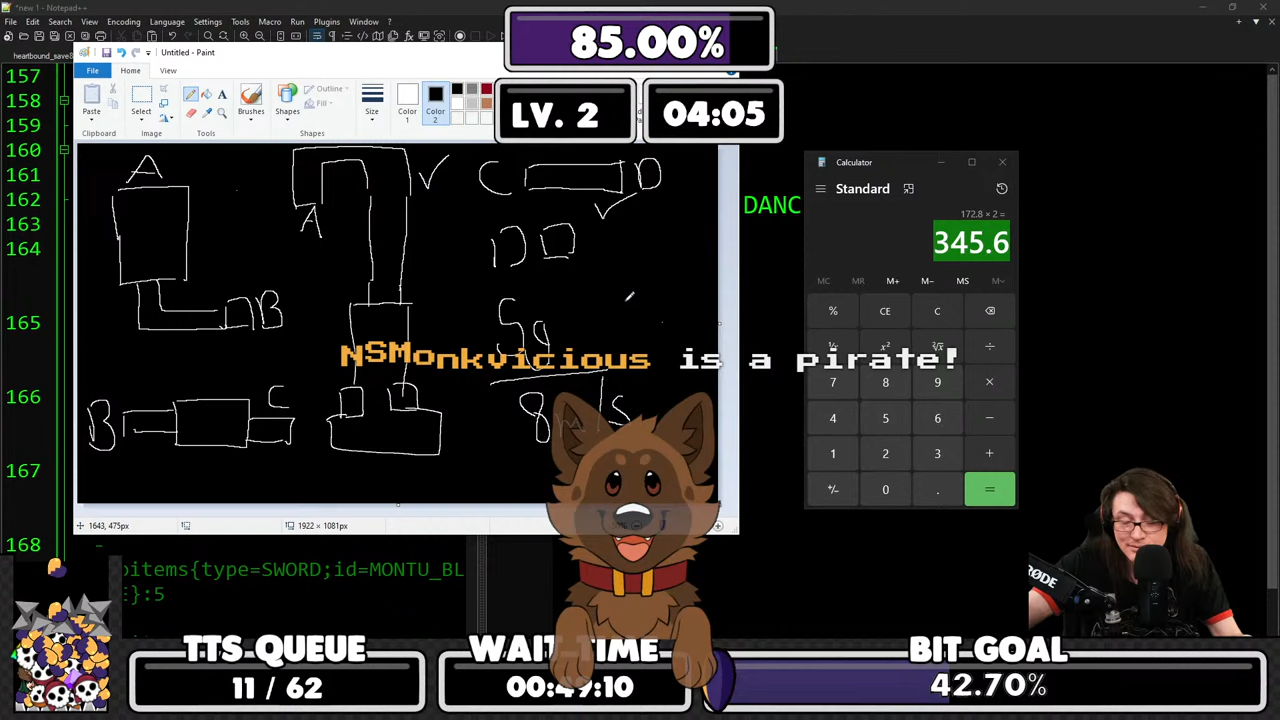 *new 1 - Notepad++
File Search View Encoding Language Settings Tools Macro Run Plugins Window ?
heartbound_save
157
158
159
160
161
162
163
164
165
166
167
168
Untitled - Paint
File Home View
Paste
Select
Brushes
Shapes
Outline
Fill
Size
Color 1
Color 2
Clipboard
Image
Tools
Shapes
A
B
B
C
A
C
D
8 m/s
1643, 475px
1922 × 1081px
85.00%
LV. 2
04:05
DANC
Calculator
Standard
172.8 × 2 =
345.6
MC MR M+ M- MS M
% CE C
7 8 9 ×
4 5 6 −
1 2 3 +
+/- 0 . =
NSMonkvicious is a pirate!
pitems{type=SWORD;id=MONTU_BL
E}:5
RØDE
TTS QUEUE
11 / 62
WAIT TIME
00:49:10
BIT GOAL
42.70%